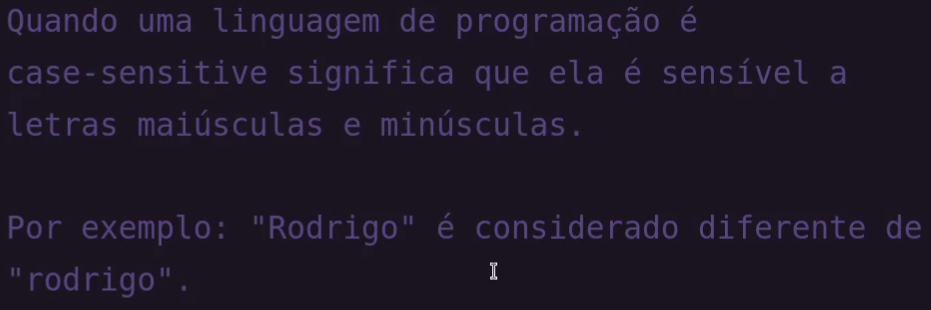 Quando uma linguagem de programação é
case-sensitive significa que ela é sensível a
letras maiúsculas e minúsculas.
Por exemplo: "Rodrigo" é considerado diferente de
"rodrigo".